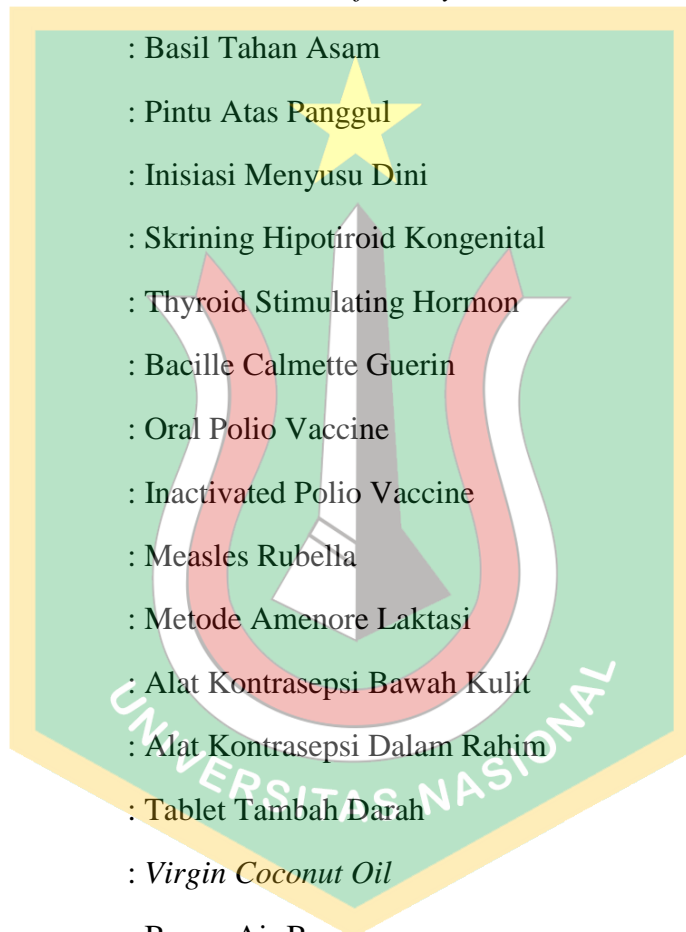 : Basil Tahan Asam
: Pintu Atas Panggul
: Inisiasi Menyusu Dini
: Skrining Hipotiroid Kongenital
: Thyroid Stimulating Hormon
: Bacille Calmette Guerin
: Oral Polio Vaccine
: Inactivated Polio Vaccine
: Measles Rubella
: Metode Amenore Laktasi
: Alat Kontrasepsi Bawah Kulit
: Alat Kontrasepsi Dalam Rahim
: Tablet Tambah Darah
: Virgin Coconut Oil
UNIVERSITAS NASIONAL